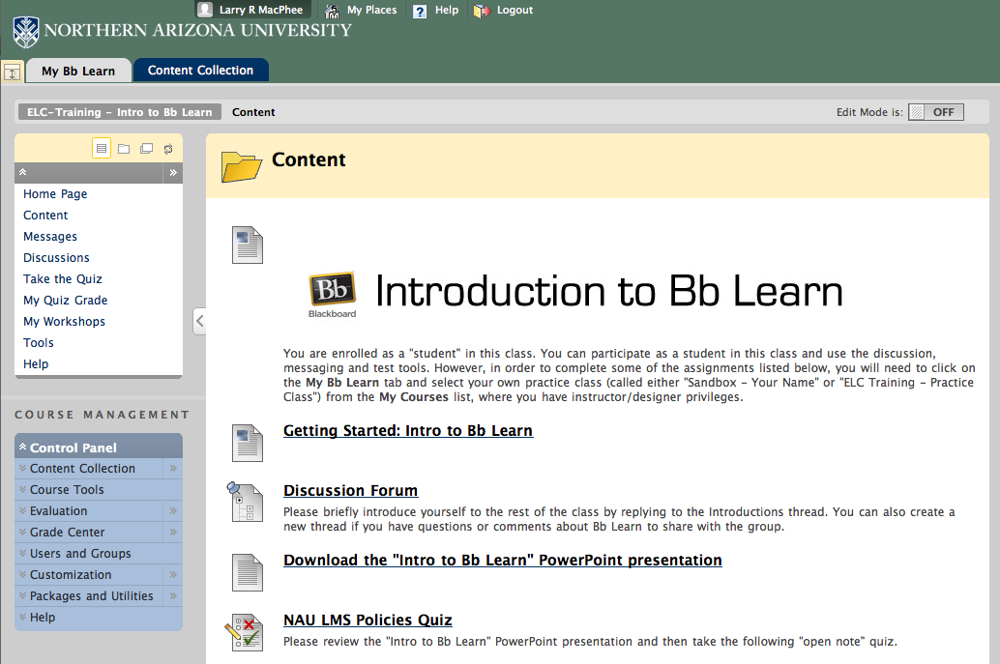 Larry R MacPhee
My Places
? Help
Logout
NORTHERN ARIZONA UNIVERSITY
My Bb Learn
Content Collection
ELC-Training - Intro to Bb Learn
Content
Edit Mode is:
OFF
Home Page
Content
Messages
Discussions
Take the Quiz
My Quiz Grade
My Workshops
Tools
Help
COURSE MANAGEMENT
Control Panel
Content Collection
Course Tools
Evaluation
Grade Center
Users and Groups
Customization
Packages and Utilities
Help
Content
Bb
Blackboard
Introduction to Bb Learn
You are enrolled as a "student" in this class. You can participate as a student in this class and use the discussion,
messaging and test tools. However, in order to complete some of the assignments listed below, you will need to click on
the My Bb Learn tab and select your own practice class (called either "Sandbox - Your Name" or "ELC Training - Practice
Class") from the My Courses list, where you have instructor/designer privileges.
Getting Started: Intro to Bb Learn
Discussion Forum
Please briefly introduce yourself to the rest of the class by replying to the Introductions thread. You can also create a
new thread if you have questions or comments about Bb Learn to share with the group.
Download the "Intro to Bb Learn" PowerPoint presentation
NAU LMS Policies Quiz
Please review the "Intro to Bb Learn" PowerPoint presentation and then take the following "open note" quiz.